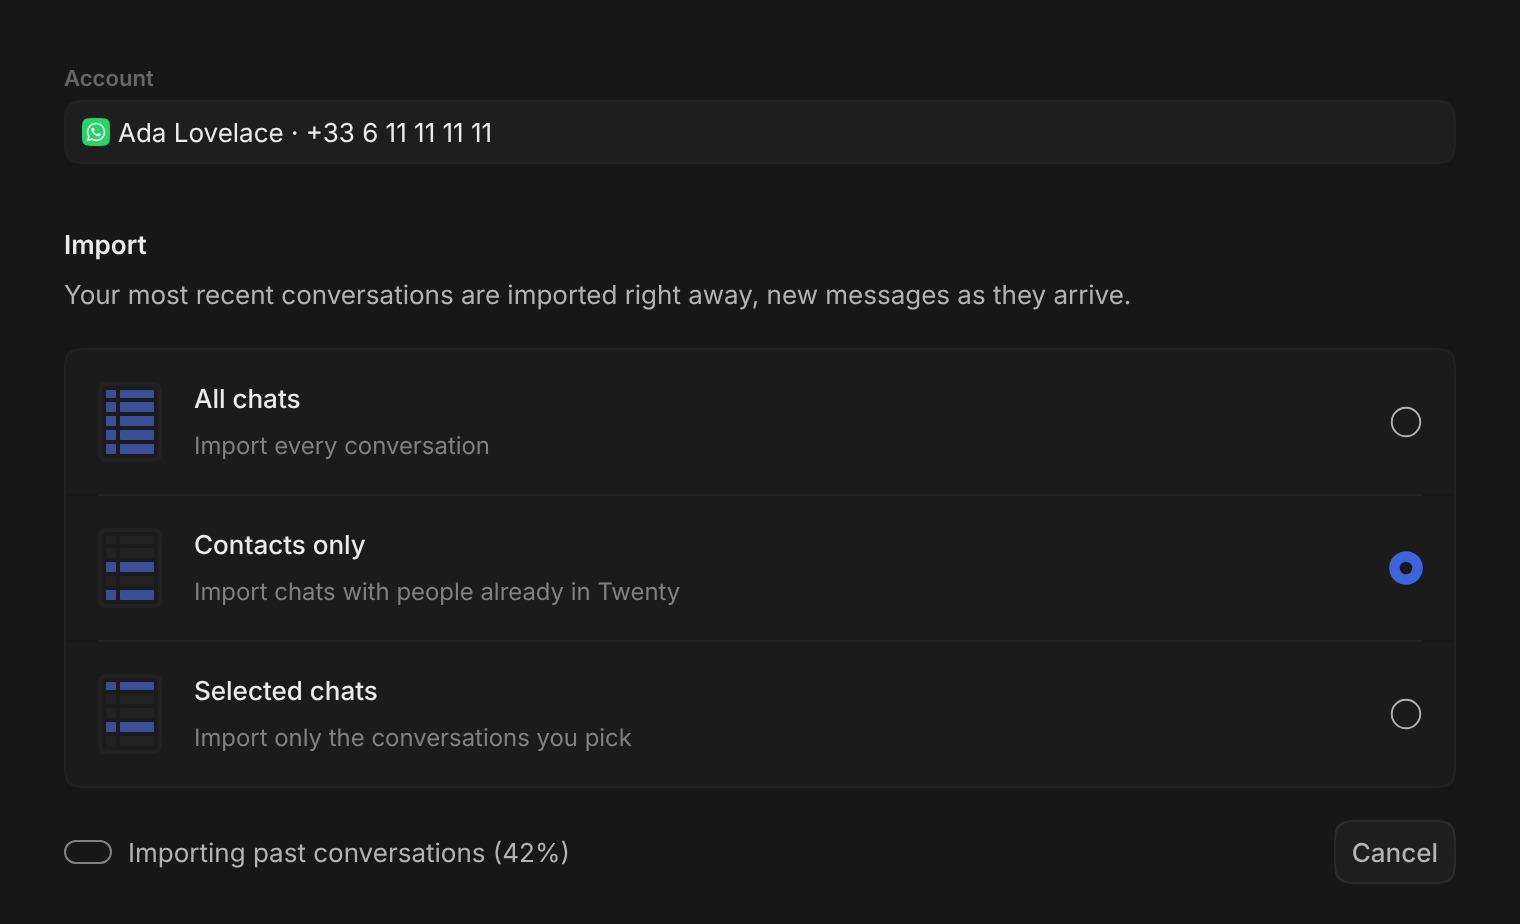 Account
Ada Lovelace · +33 6 11 11 11 11
Import
Your most recent conversations are imported right away, new messages as they arrive.
All chats
Import every conversation
Contacts only
Import chats with people already in Twenty
Selected chats
Import only the conversations you pick
Importing past conversations (42%)
Cancel